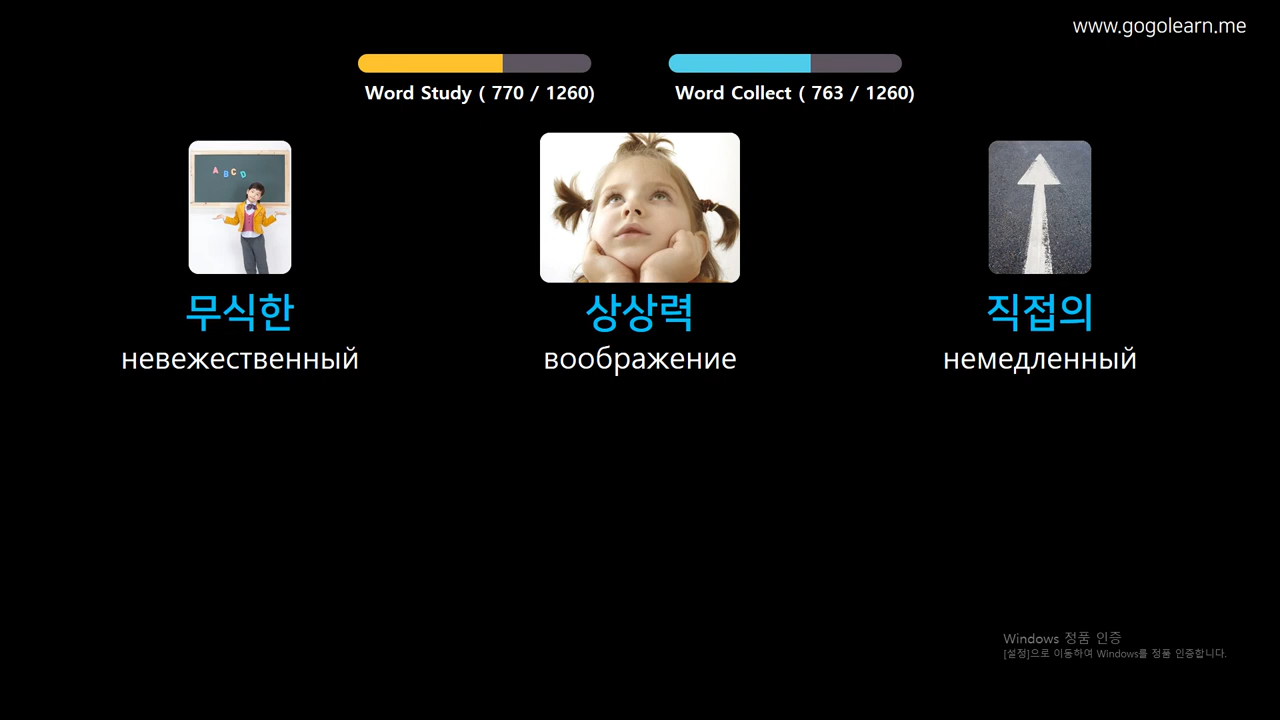 www.gogolearn.me
Word Study ( 770 / 1260)
Word Collect ( 763 / 1260)
A B C D
무식한
상상력
직접의
невежественный
воображение
немедленный
Windows 정품 인증
[설정]으로 이동하여 Windows를 정품 인증합니다.